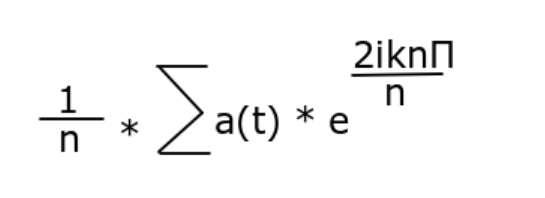 1/n * ∑a(t) * e^(2iknΠ/n)